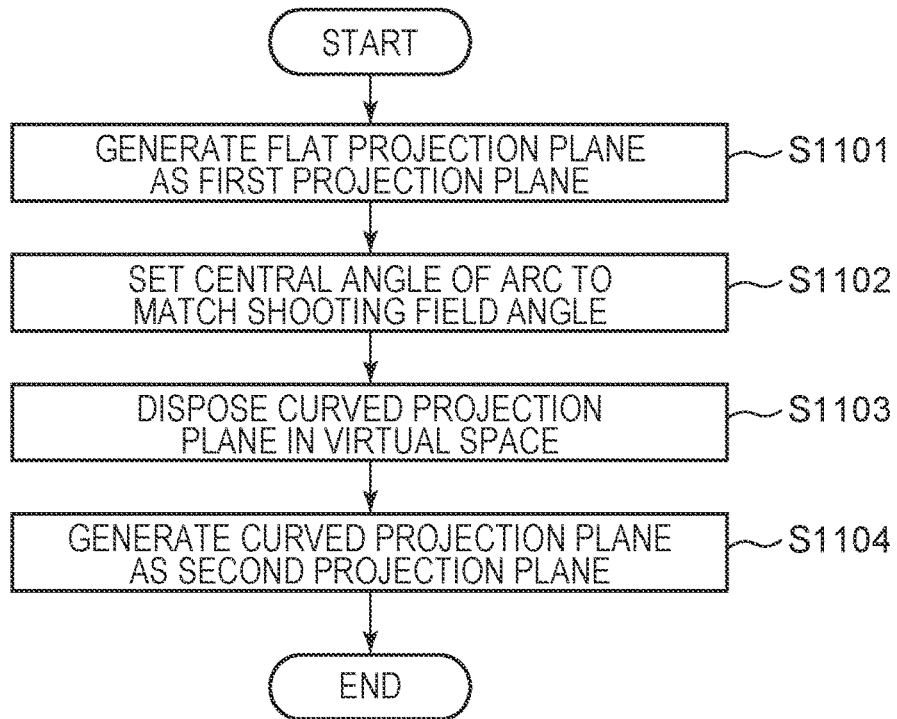 START
GENERATE FLAT PROJECTION PLANE
AS FIRST PROJECTION PLANE
S1101
SET CENTRAL ANGLE OF ARC TO
MATCH SHOOTING FIELD ANGLE
S1102
DISPOSE CURVED PROJECTION
PLANE IN VIRTUAL SPACE
S1103
GENERATE CURVED PROJECTION PLANE
AS SECOND PROJECTION PLANE
S1104
END